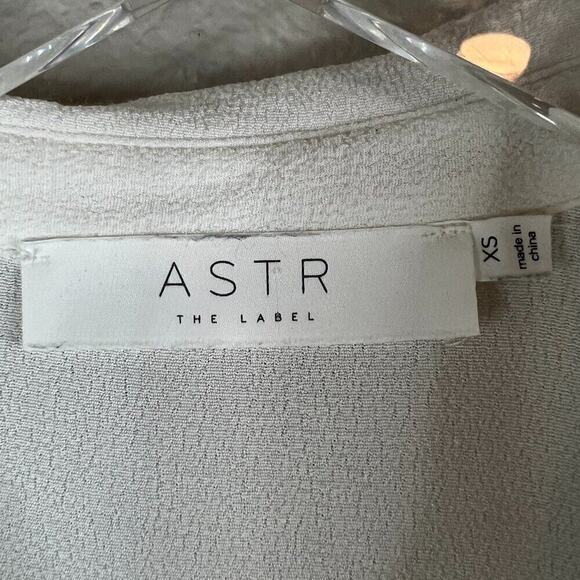 ASTR
THE LABEL
XS
made in
china